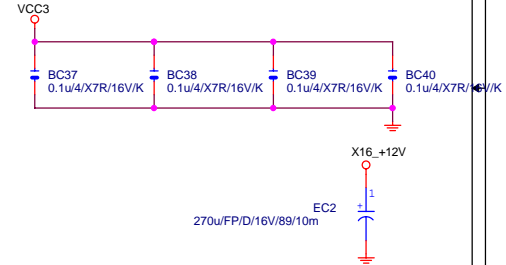 VCC3
BC37 BC38 BC39 BC40
0.1u/4/X7R/16V/K 0.1u/4/X7R/16V/K 0.1u/4/X7R/16V/K 0.1u/4/X7R/16V/K
X16_+12V
1
EC2 +
270u/FP/D/16V/89/10m